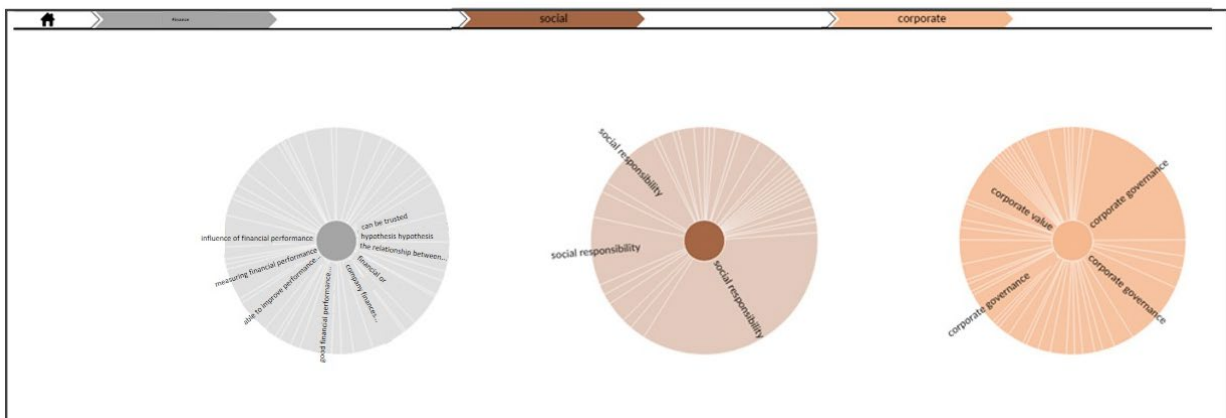 finance
social
corporate
can be trusted
hypothesis hypothesis
the relationship between...
financial of
company finances...
good financial performance...
able to improve performance...
measuring financial performance
influence of financial performance
social responsibility
social responsibility
social responsibility
corporate governance
corporate value
corporate governance
corporate governance